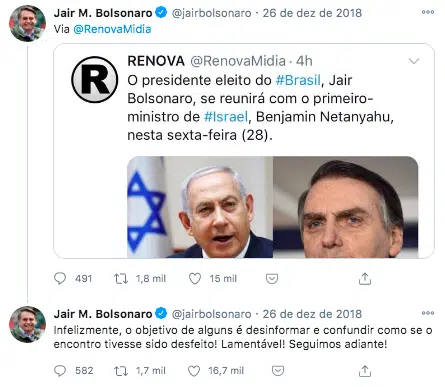 Jair M. Bolsonaro @jairbolsonaro · 26 de dez de 2018
Via @RenovaMidia
R
RENOVA @RenovaMidia · 4h
O presidente eleito do #Brasil, Jair
Bolsonaro, se reunirá com o primeiro-
ministro de #Israel, Benjamin Netanyahu,
nesta sexta-feira (28).
491 1,8 mil 15 mil
Jair M. Bolsonaro @jairbolsonaro · 26 de dez de 2018
Infelizmente, o objetivo de alguns é desinformar e confundir como se o
encontro tivesse sido desfeito! Lamentável! Seguimos adiante!
582 1,7 mil 16,7 mil